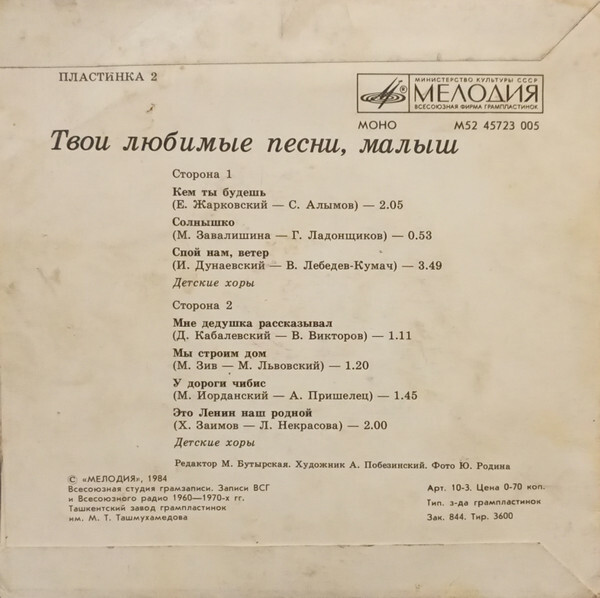 ПЛАСТИНКА 2
МИНИСТЕРСТВО КУЛЬТУРЫ СССР
МЕЛОДИЯ
ВСЕСОЮЗНАЯ ФИРМА ГРАМПЛАСТИНОК
МОНО М52 45723 005
Твои любимые песни, малыш
Сторона 1
Кем ты будешь
(Е. Жарковский — С. Алымов) — 2.05
Солнышко
(М. Завалишина — Г. Ладонщиков) — 0.53
Спой нам, ветер
(И. Дунаевский — В. Лебедев-Кумач) — 3.49
Детские хоры
Сторона 2
Мне дедушка рассказывал
(Д. Кабалевский — В. Викторов) — 1.11
Мы строим дом
(М. Зив — М. Львовский) — 1.20
У дороги чибис
(М. Иорданский — А. Пришелец) — 1.45
Это Ленин наш родной
(Х. Заимов — Л. Некрасова) — 2.00
Детские хоры
Редактор М. Бутырская. Художник А. Побезинский. Фото Ю. Родина
© «МЕЛОДИЯ», 1984
Всесоюзная студия грамзаписи. Записи ВСГ
и Всесоюзного радио 1960—1970-х гг.
Ташкентский завод грампластинок
им. М. Т. Ташмухамедова
Арт. 10-3. Цена 0-70 коп.
Тип. з-да грампластинок
Зак. 844. Тир. 3600